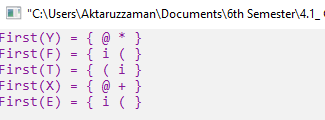 "C:\Users\Aktaruzzaman\Documents\6th Semester\4.1_
First(Y) = { @ * }
First(F) = { i ( }
First(T) = { ( i }
First(X) = { @ + }
First(E) = { i ( }